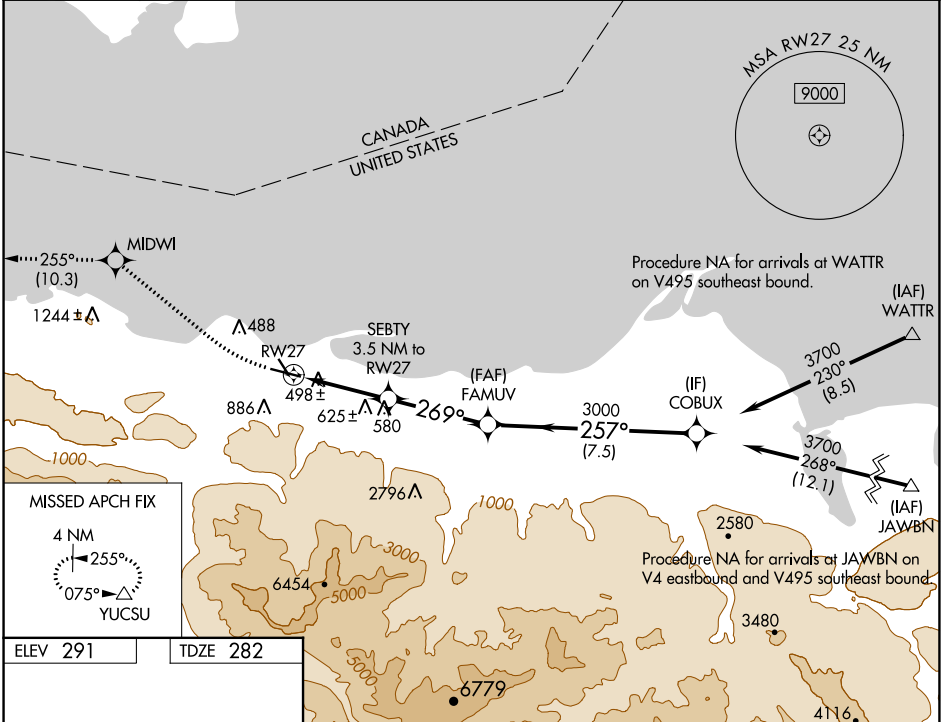 MSA RW27 25 NM
9000
CANADA
UNITED STATES
MIDWI
255°
(10.3)
1244±
488
RW27
SEBTY
3.5 NM to
RW27
498±
886
625±
580
269°
(FAF)
FAMUV
3000
257°
(7.5)
(IF)
COBUX
Procedure NA for arrivals at WATTR
on V495 southeast bound.
(IAF)
WATTR
3700
230°
(8.5)
3700
268°
(12.1)
(IAF)
JAWBN
Procedure NA for arrivals at JAWBN on
V4 eastbound and V495 southeast bound.
1000
2796
1000
3000
6454
5000
2580
3480
5000
6779
4116
MISSED APCH FIX
4 NM
255°
075°
YUCSU
ELEV 291
TDZE 282